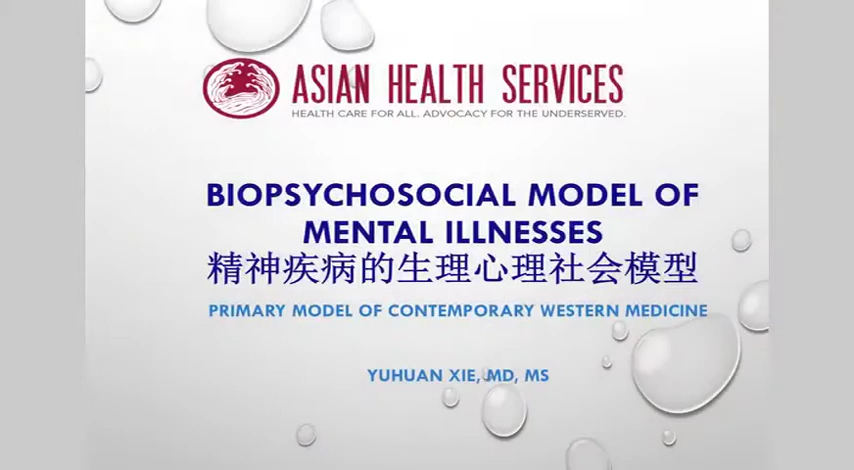 ASIAN HEALTH SERVICES
HEALTH CARE FOR ALL. ADVOCACY FOR THE UNDERSERVED.
BIOPSYCHOSOCIAL MODEL OF
MENTAL ILLNESSES
精神疾病的生理心理社会模型
PRIMARY MODEL OF CONTEMPORARY WESTERN MEDICINE
YUHUAN XIE, MD, MS